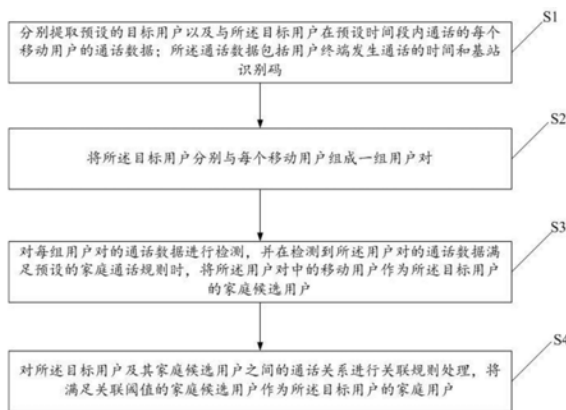 S1
分别提取预设的目标用户以及与所述目标用户在预设时间段内通话的每个
移动用户的通话数据；所述通话数据包括用户终端发生通话的时间和基站
识别码
S2
将所述目标用户分别与每个移动用户组成一组用户对
S3
对每组用户对的通话数据进行检测，并在检测到所述用户对的通话数据满
足预设的家庭通话规则时，将所述用户对中的移动用户作为所述目标用户
的家庭候选用户
S4
对所述目标用户及其家庭候选用户之间的通话关系进行关联规则处理，将
满足关联阈值的家庭候选用户作为所述目标用户的家庭用户